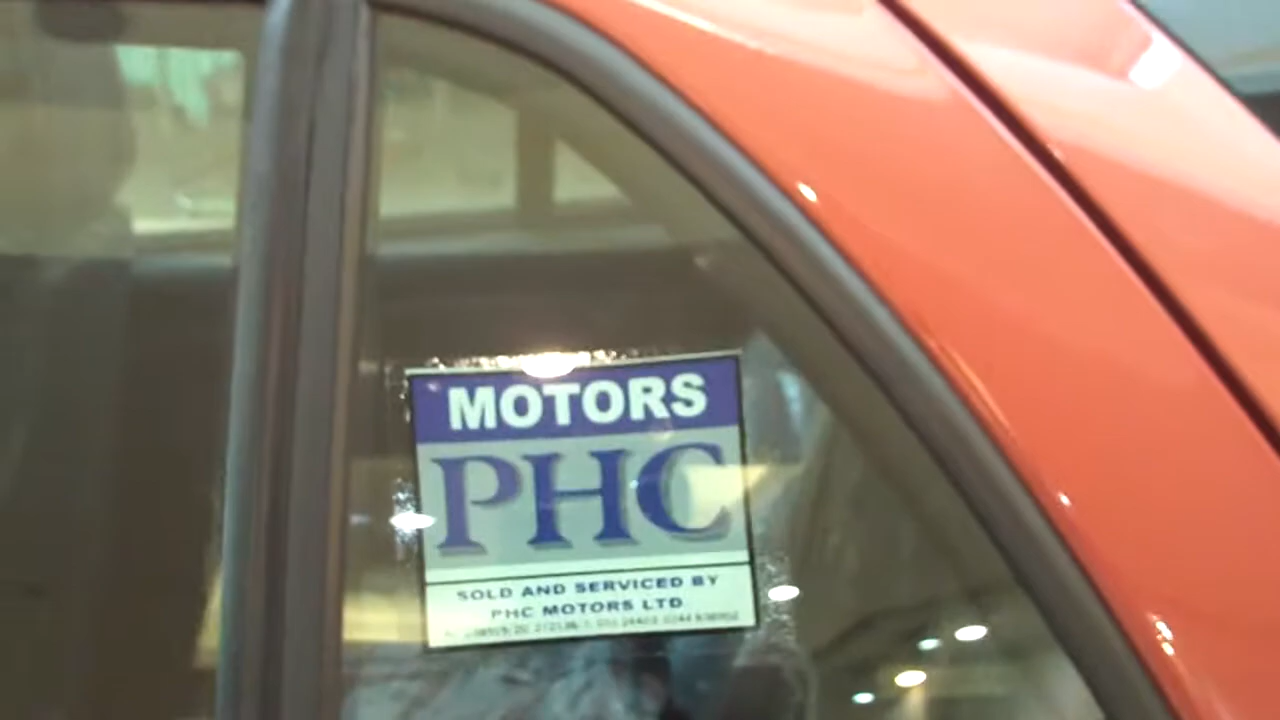 MOTORS
PHC
SOLD AND SERVICED BY
PHC MOTORS LTD